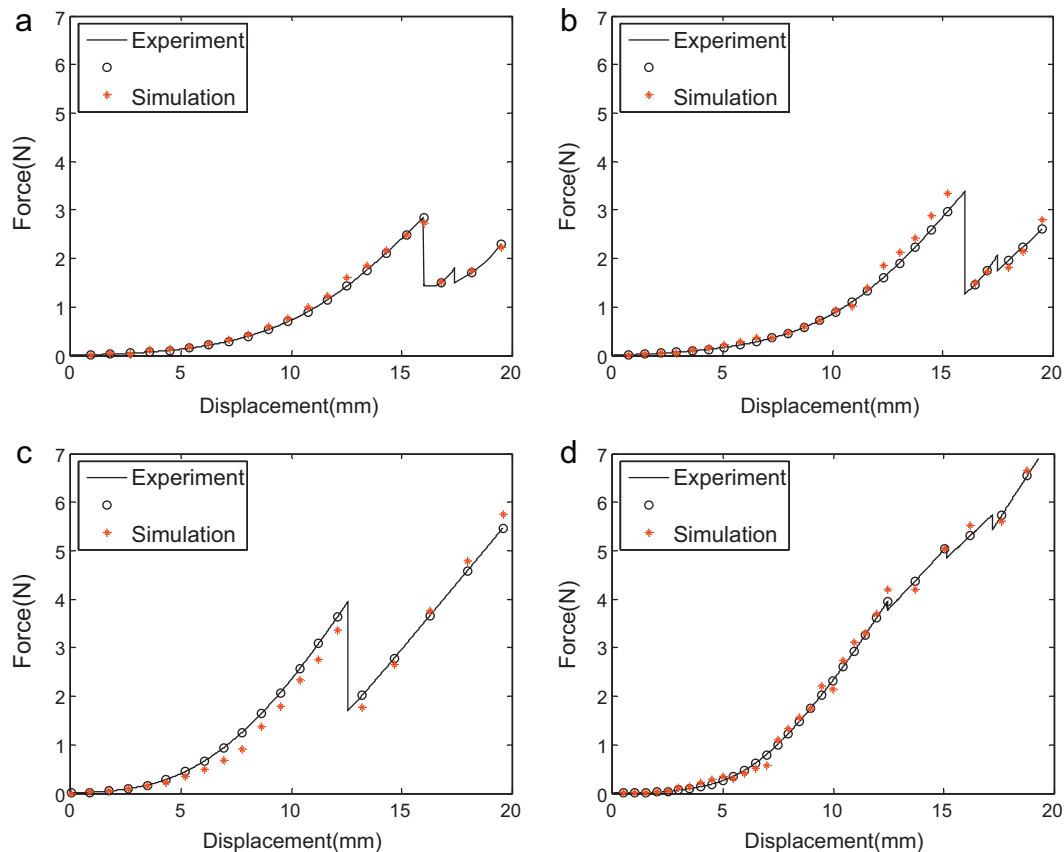 a
7
6
5
4
3
2
1
0
Force(N)
Experiment
Simulation
0 5 10 15 20
Displacement(mm)
b
7
6
5
4
3
2
1
0
Force(N)
Experiment
Simulation
0 5 10 15 20
Displacement(mm)
c
7
6
5
4
3
2
1
0
Force(N)
Experiment
Simulation
0 5 10 15 20
Displacement(mm)
d
7
6
5
4
3
2
1
0
Force(N)
Experiment
Simulation
0 5 10 15 20
Displacement(mm)